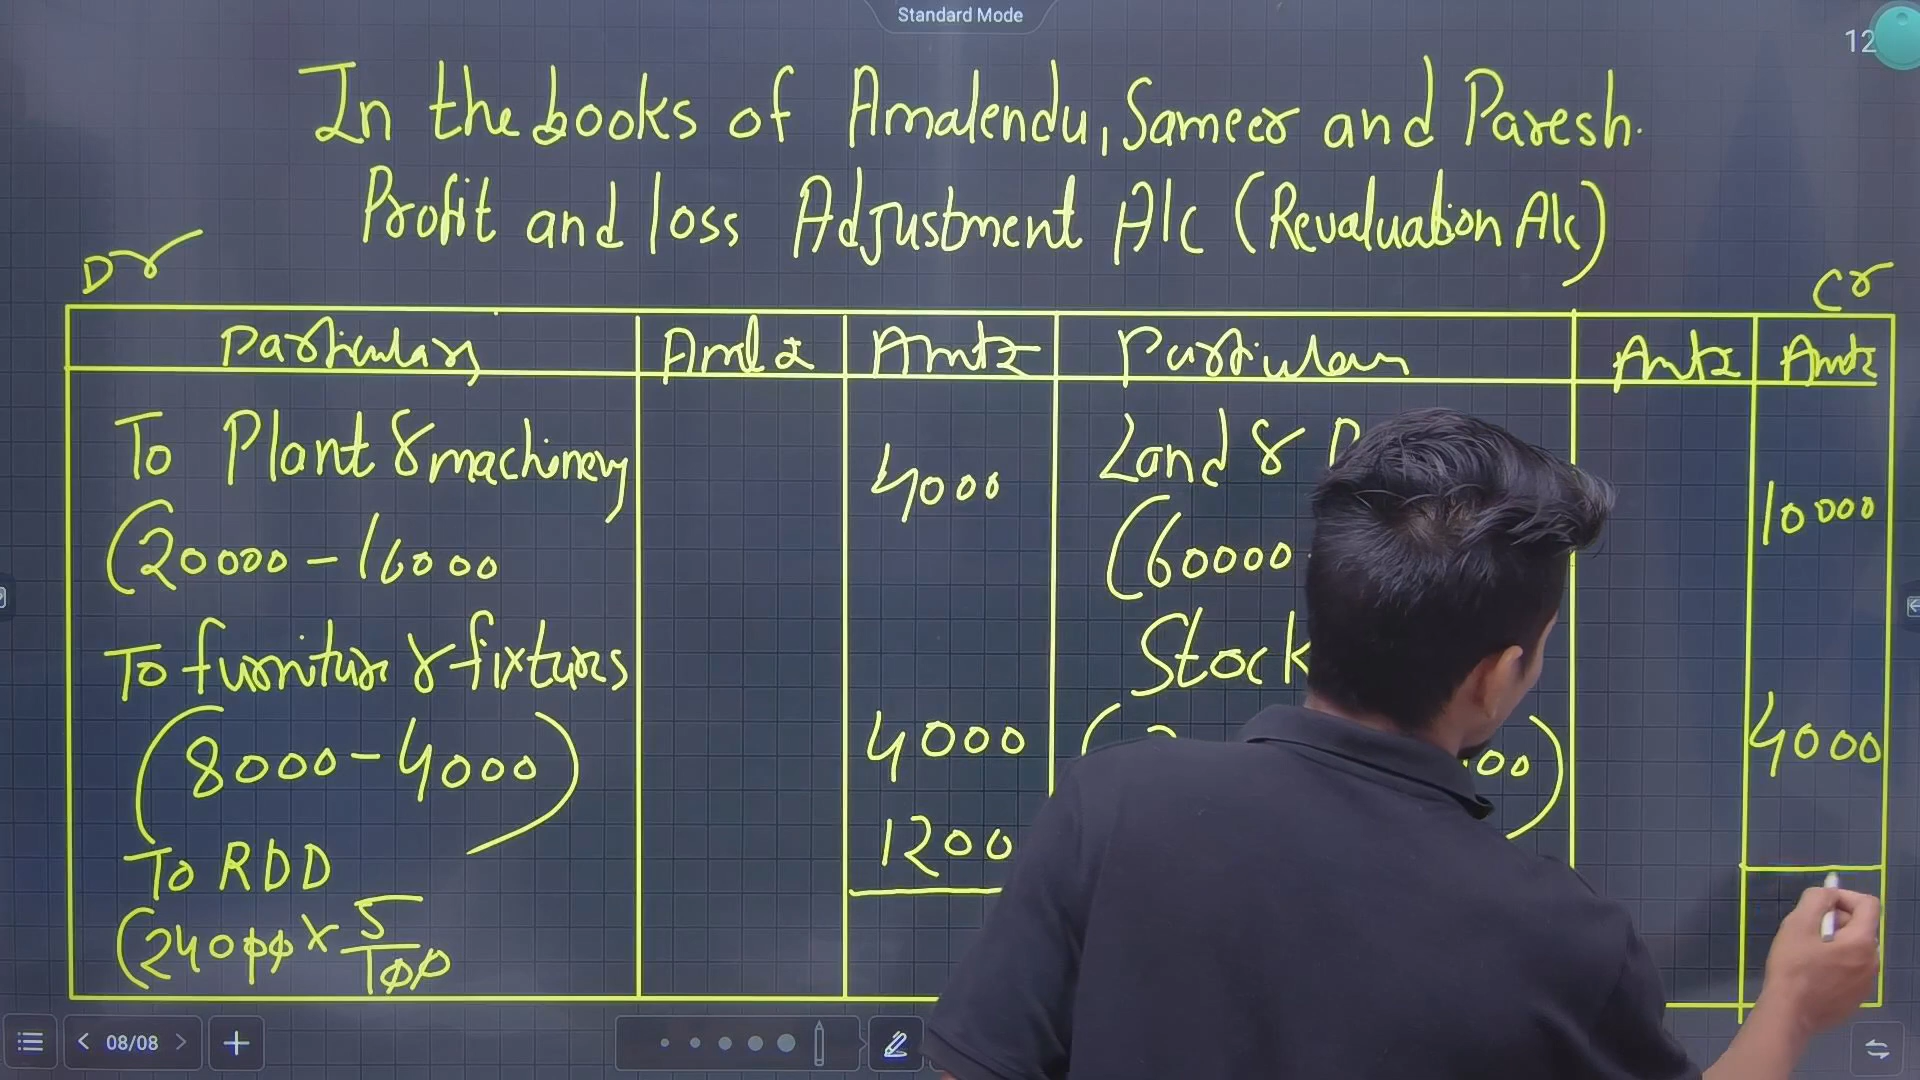 Standard Mode
12
In the books of Amalendu, Sameer and Paresh.
Profit and loss Adjustment A/c (Revaluation A/c)
Dr
Cr
Particulars Amt ₹ Amt ₹ Particulars Amt ₹ Amt ₹
To Plant & machinery 4000 Land & 10000
(20000 - 16000 (60000
To furniture & fixtures Stock
(8000 - 4000) 4000 4000
To RDD 1200
(24000 × 5/100
08/08